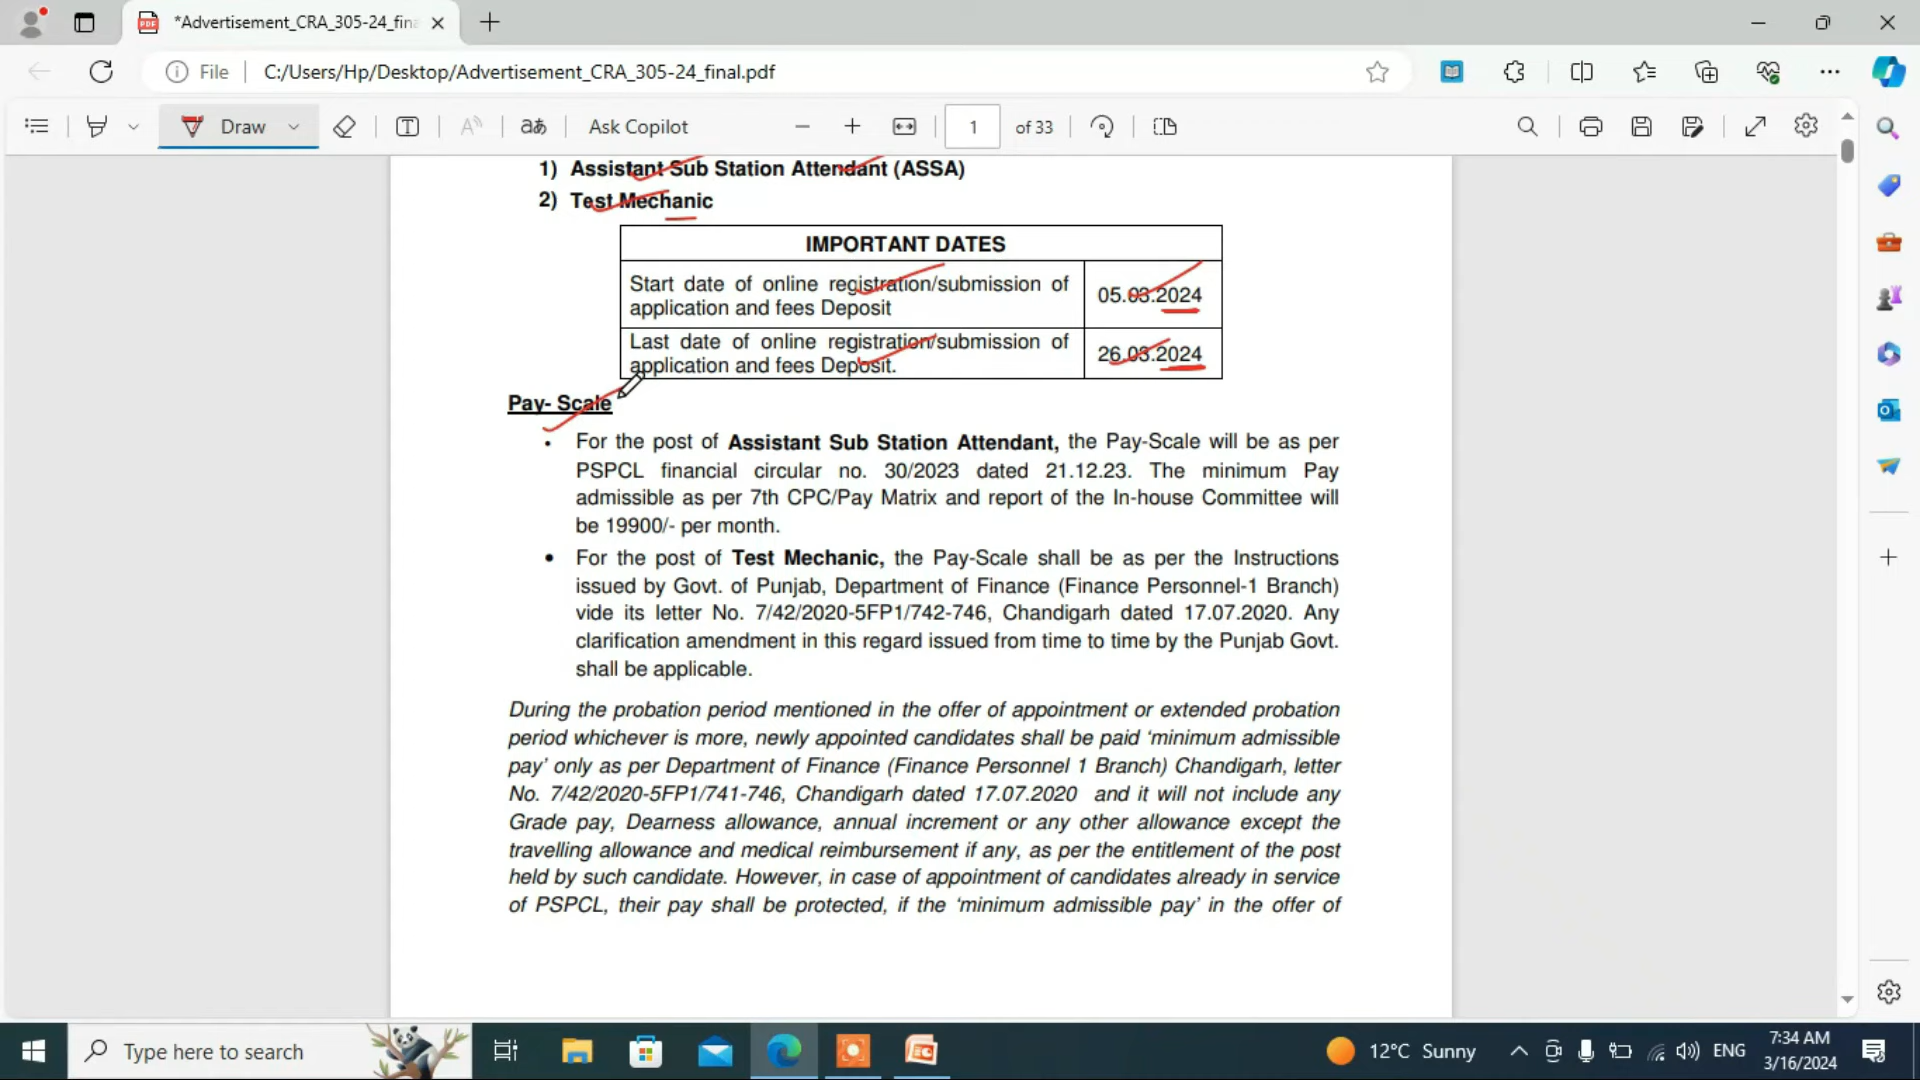 *Advertisement_CRA_305-24_fina
File
C:/Users/Hp/Desktop/Advertisement_CRA_305-24_final.pdf
Draw
Ask Copilot
1
of 33
1) Assistant Sub Station Attendant (ASSA)
2) Test Mechanic
IMPORTANT DATES
Start date of online registration/submission of
application and fees Deposit
05.03.2024
Last date of online registration/submission of
application and fees Deposit.
26.03.2024
Pay- Scale
• For the post of Assistant Sub Station Attendant, the Pay-Scale will be as per
PSPCL financial circular no. 30/2023 dated 21.12.23. The minimum Pay
admissible as per 7th CPC/Pay Matrix and report of the In-house Committee will
be 19900/- per month.
• For the post of Test Mechanic, the Pay-Scale shall be as per the Instructions
issued by Govt. of Punjab, Department of Finance (Finance Personnel-1 Branch)
vide its letter No. 7/42/2020-5FP1/742-746, Chandigarh dated 17.07.2020. Any
clarification amendment in this regard issued from time to time by the Punjab Govt.
shall be applicable.
During the probation period mentioned in the offer of appointment or extended probation
period whichever is more, newly appointed candidates shall be paid ‘minimum admissible
pay’ only as per Department of Finance (Finance Personnel 1 Branch) Chandigarh, letter
No. 7/42/2020-5FP1/741-746, Chandigarh dated 17.07.2020 and it will not include any
Grade pay, Dearness allowance, annual increment or any other allowance except the
travelling allowance and medical reimbursement if any, as per the entitlement of the post
held by such candidate. However, in case of appointment of candidates already in service
of PSPCL, their pay shall be protected, if the ‘minimum admissible pay’ in the offer of
Type here to search
12°C Sunny
ENG
7:34 AM
3/16/2024